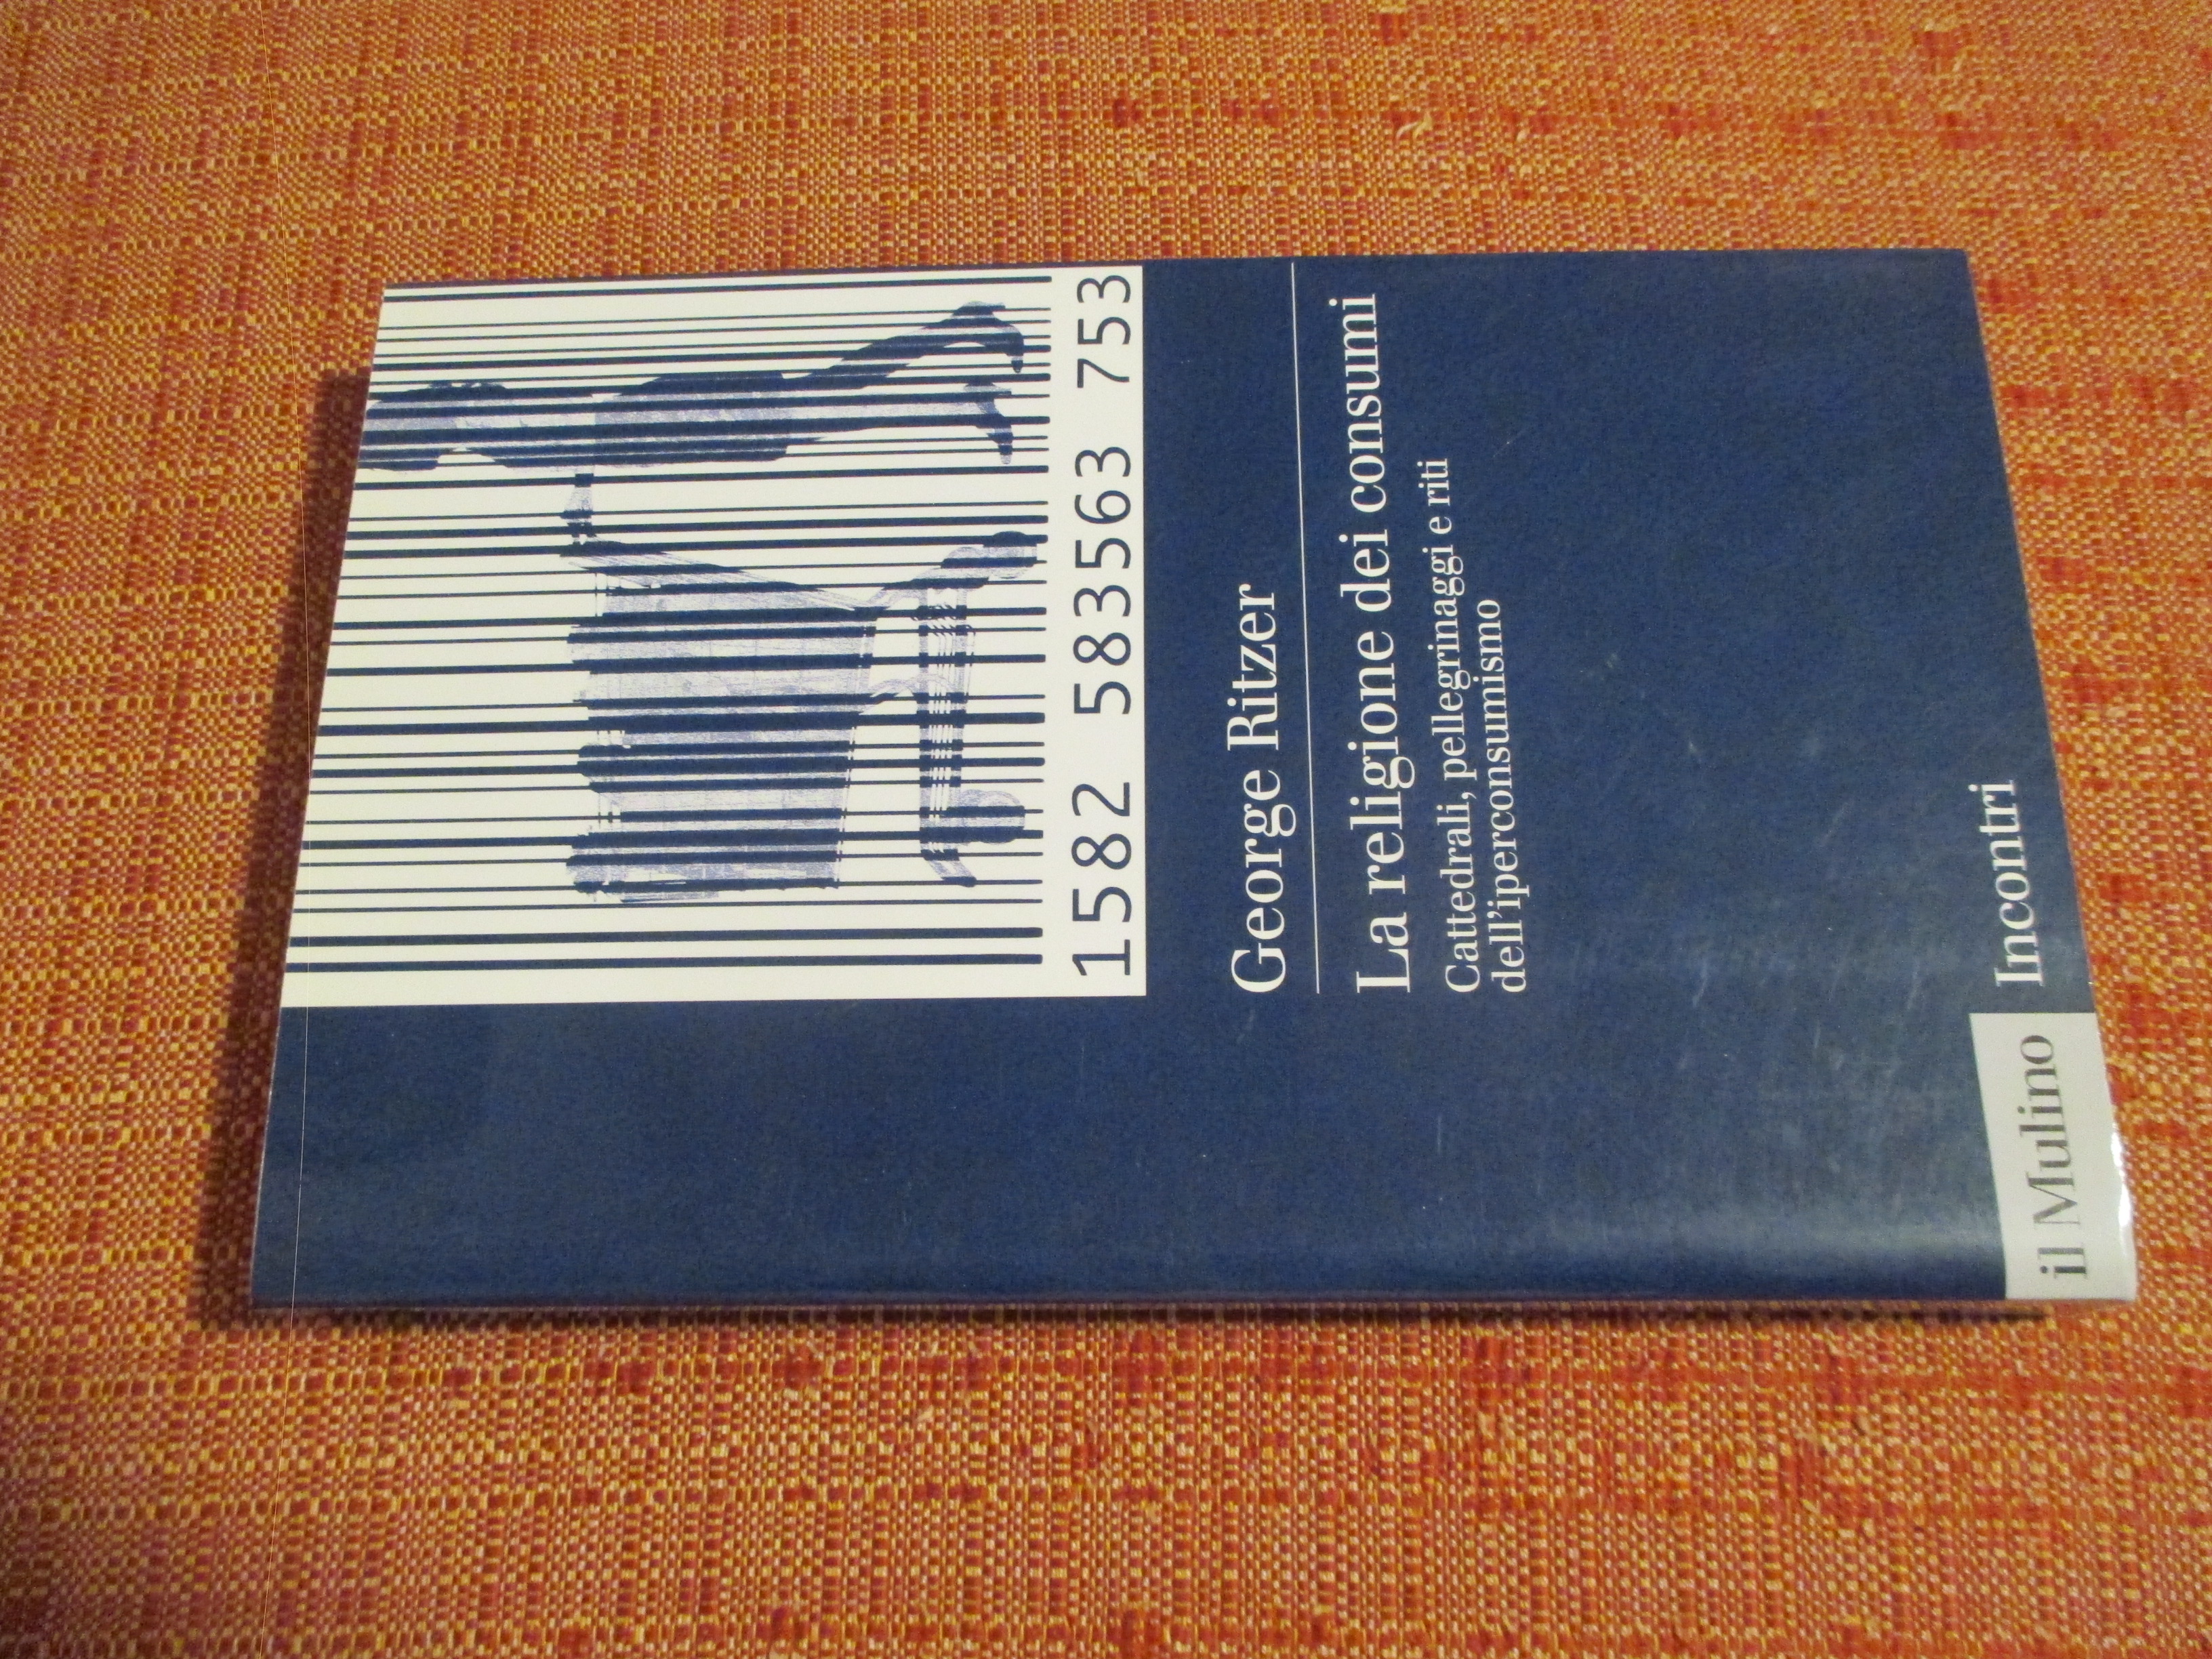 1582 583563 753
George Ritzer
La religione dei consumi
Cattedrali, pellegrinaggi e riti
dell'iperconsumismo
il Mulino
Incontri